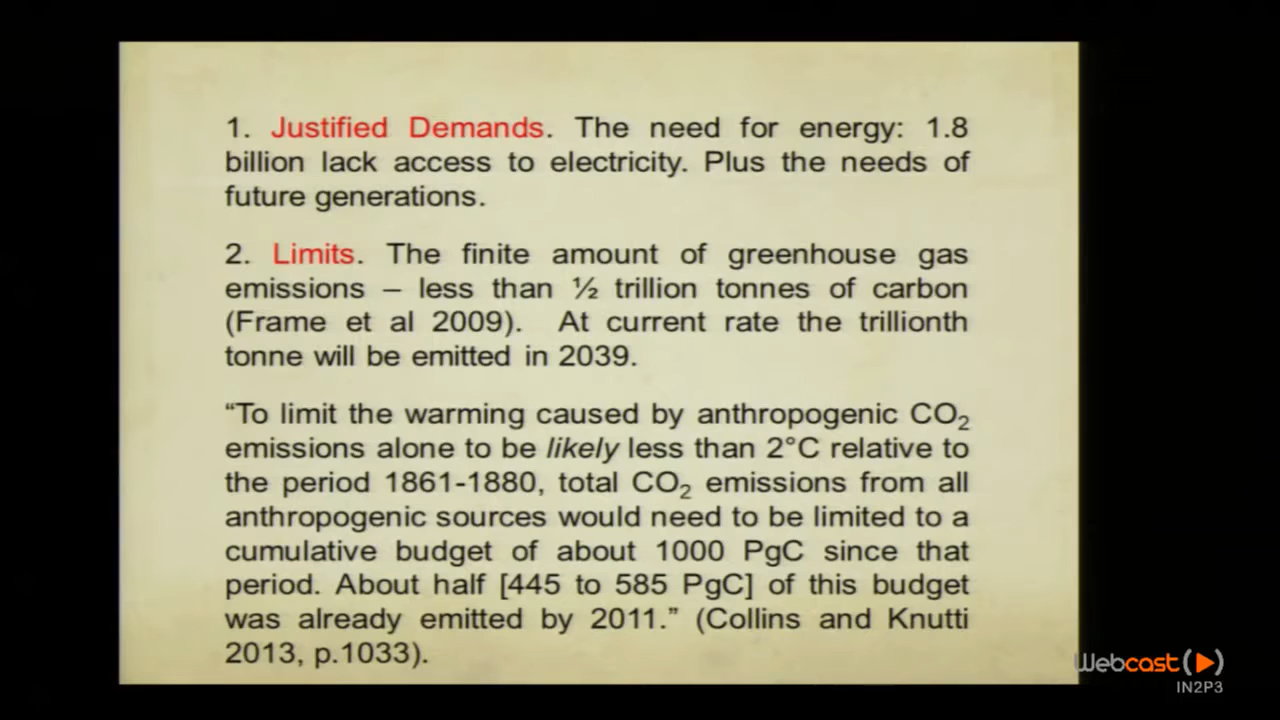 1. Justified Demands. The need for energy: 1.8
billion lack access to electricity. Plus the needs of
future generations.
2. Limits. The finite amount of greenhouse gas
emissions – less than ½ trillion tonnes of carbon
(Frame et al 2009). At current rate the trillionth
tonne will be emitted in 2039.
“To limit the warming caused by anthropogenic CO₂
emissions alone to be likely less than 2°C relative to
the period 1861-1880, total CO₂ emissions from all
anthropogenic sources would need to be limited to a
cumulative budget of about 1000 PgC since that
period. About half [445 to 585 PgC] of this budget
was already emitted by 2011.” (Collins and Knutti
2013, p.1033).
Webcast
IN2P3